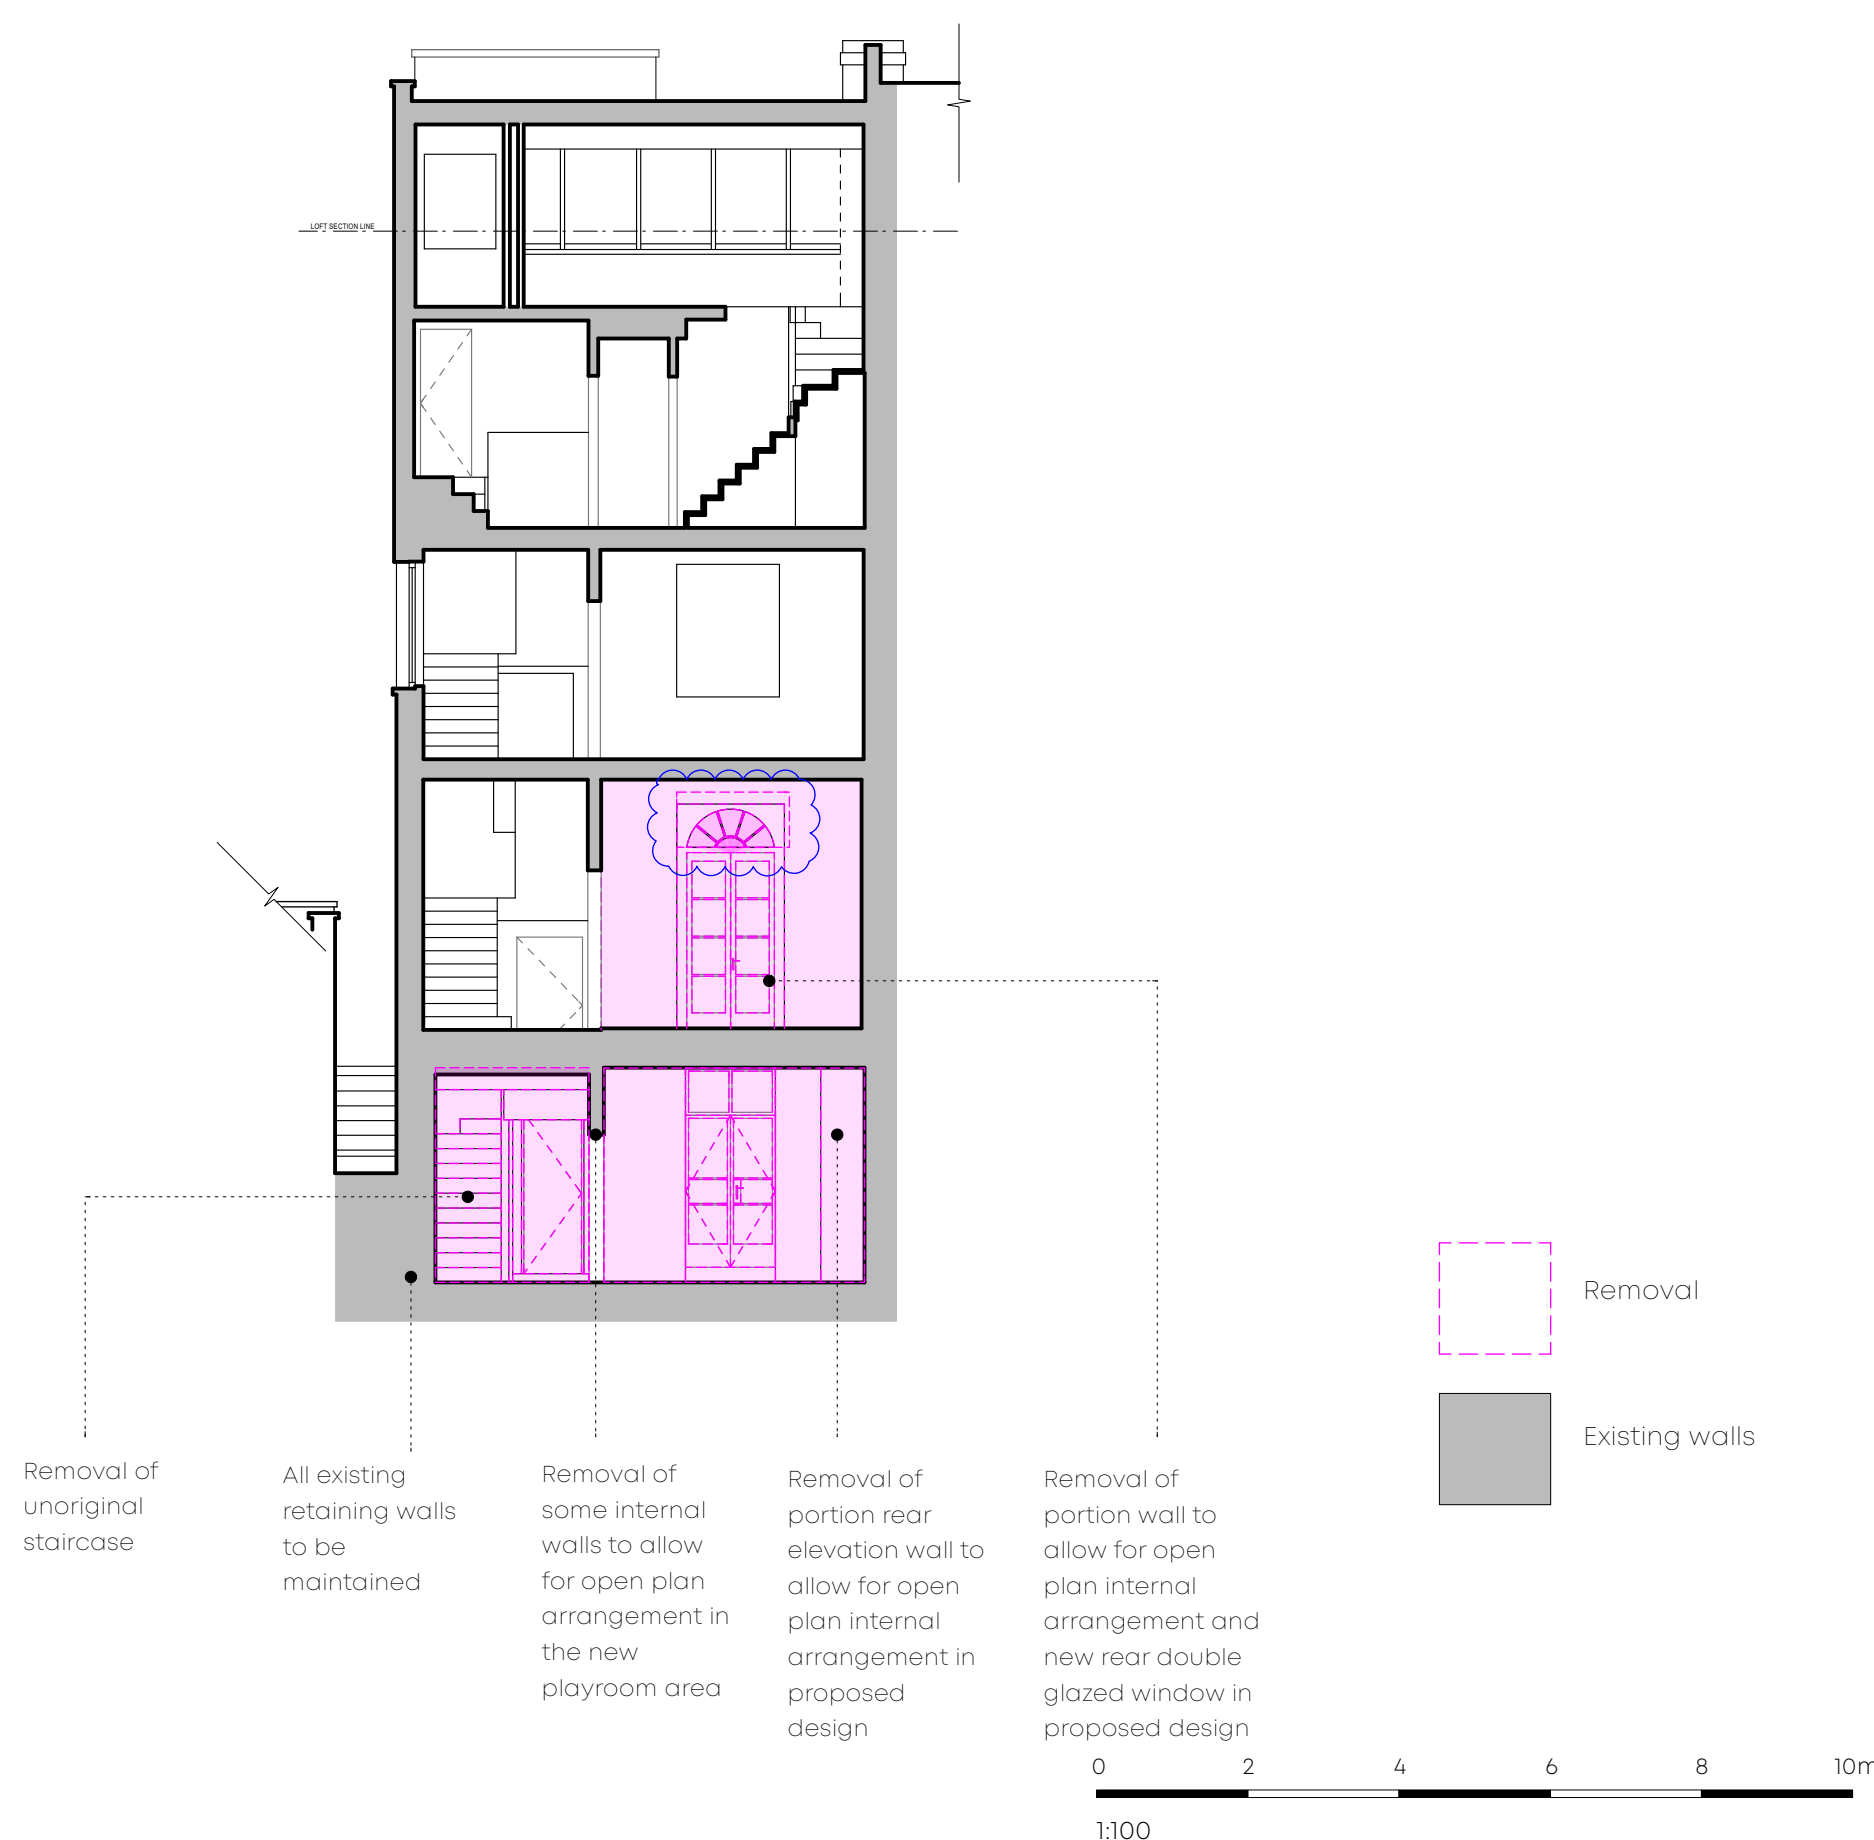 LOFT SECTION LINE
Removal
Existing walls
Removal of
unoriginal
staircase
All existing
retaining walls
to be
maintained
Removal of
some internal
walls to allow
for open plan
arrangement in
the new
playroom area
Removal of
portion rear
elevation wall to
allow for open
plan internal
arrangement in
proposed
design
Removal of
portion wall to
allow for open
plan internal
arrangement and
new rear double
glazed window in
proposed design
0 2 4 6 8 10m
1:100